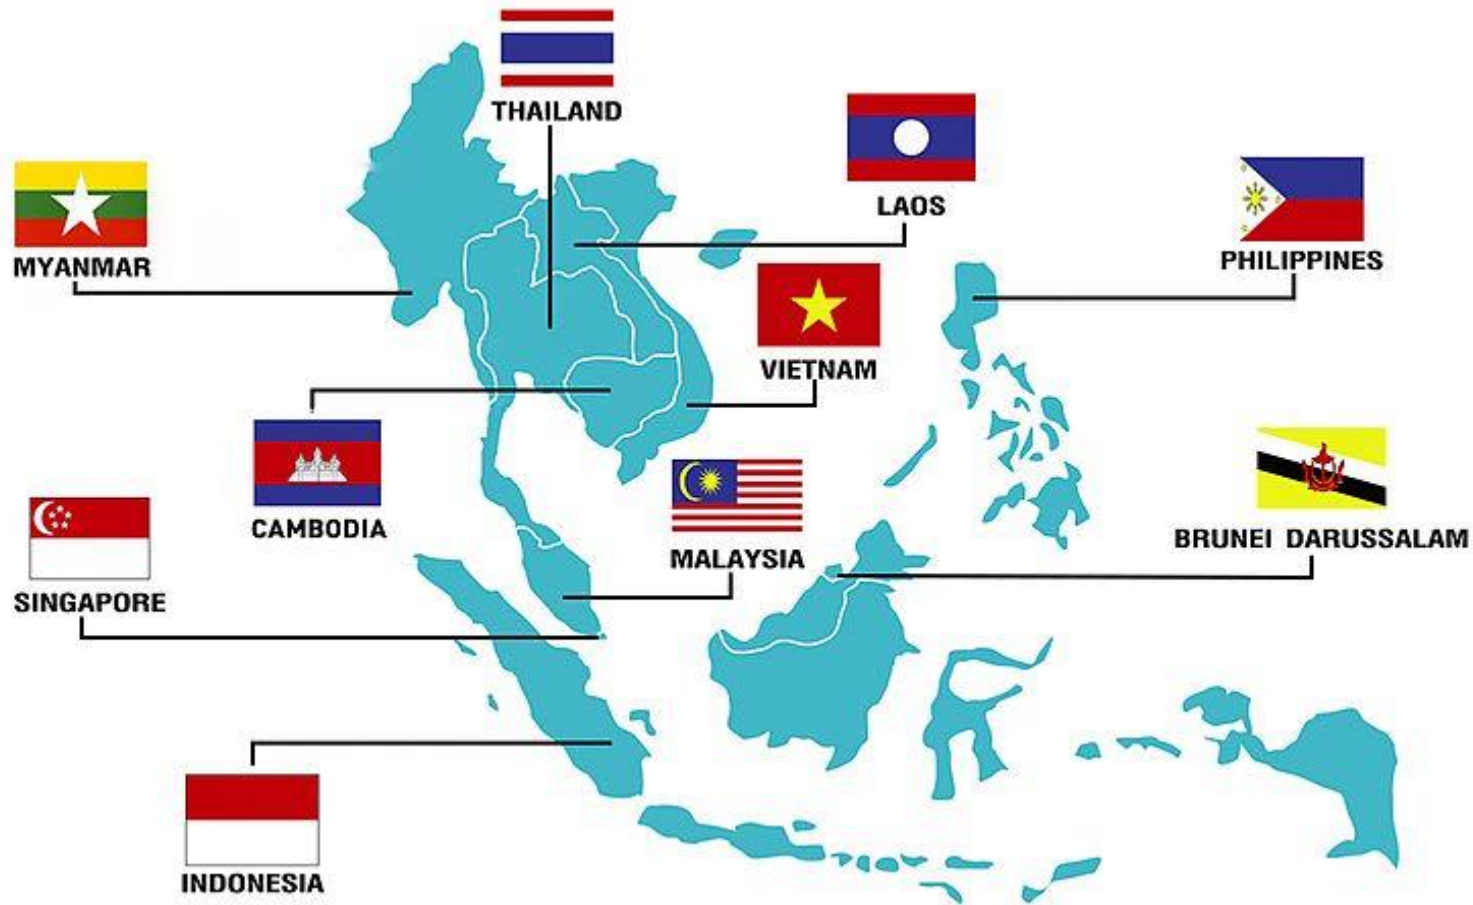 THAILAND
LAOS
MYANMAR
PHILIPPINES
VIETNAM
CAMBODIA
MALAYSIA
BRUNEI DARUSSALAM
SINGAPORE
INDONESIA